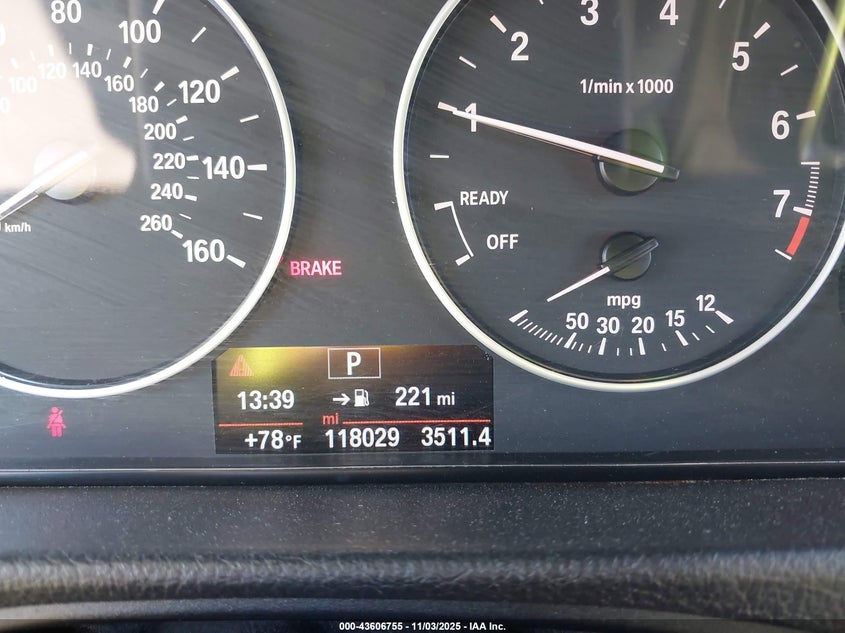 80
100
120
140
160
100
120
140
160
180
200
220
240
260
km/h
BRAKE
1
2
3
4
5
6
7
1/min x 1000
READY
OFF
mpg
50 30 20 15 12
P
13:39 → 221 mi
mi
+78°F 118029 3511.4
000-43606755 - 11/03/2025 - IAA Inc.